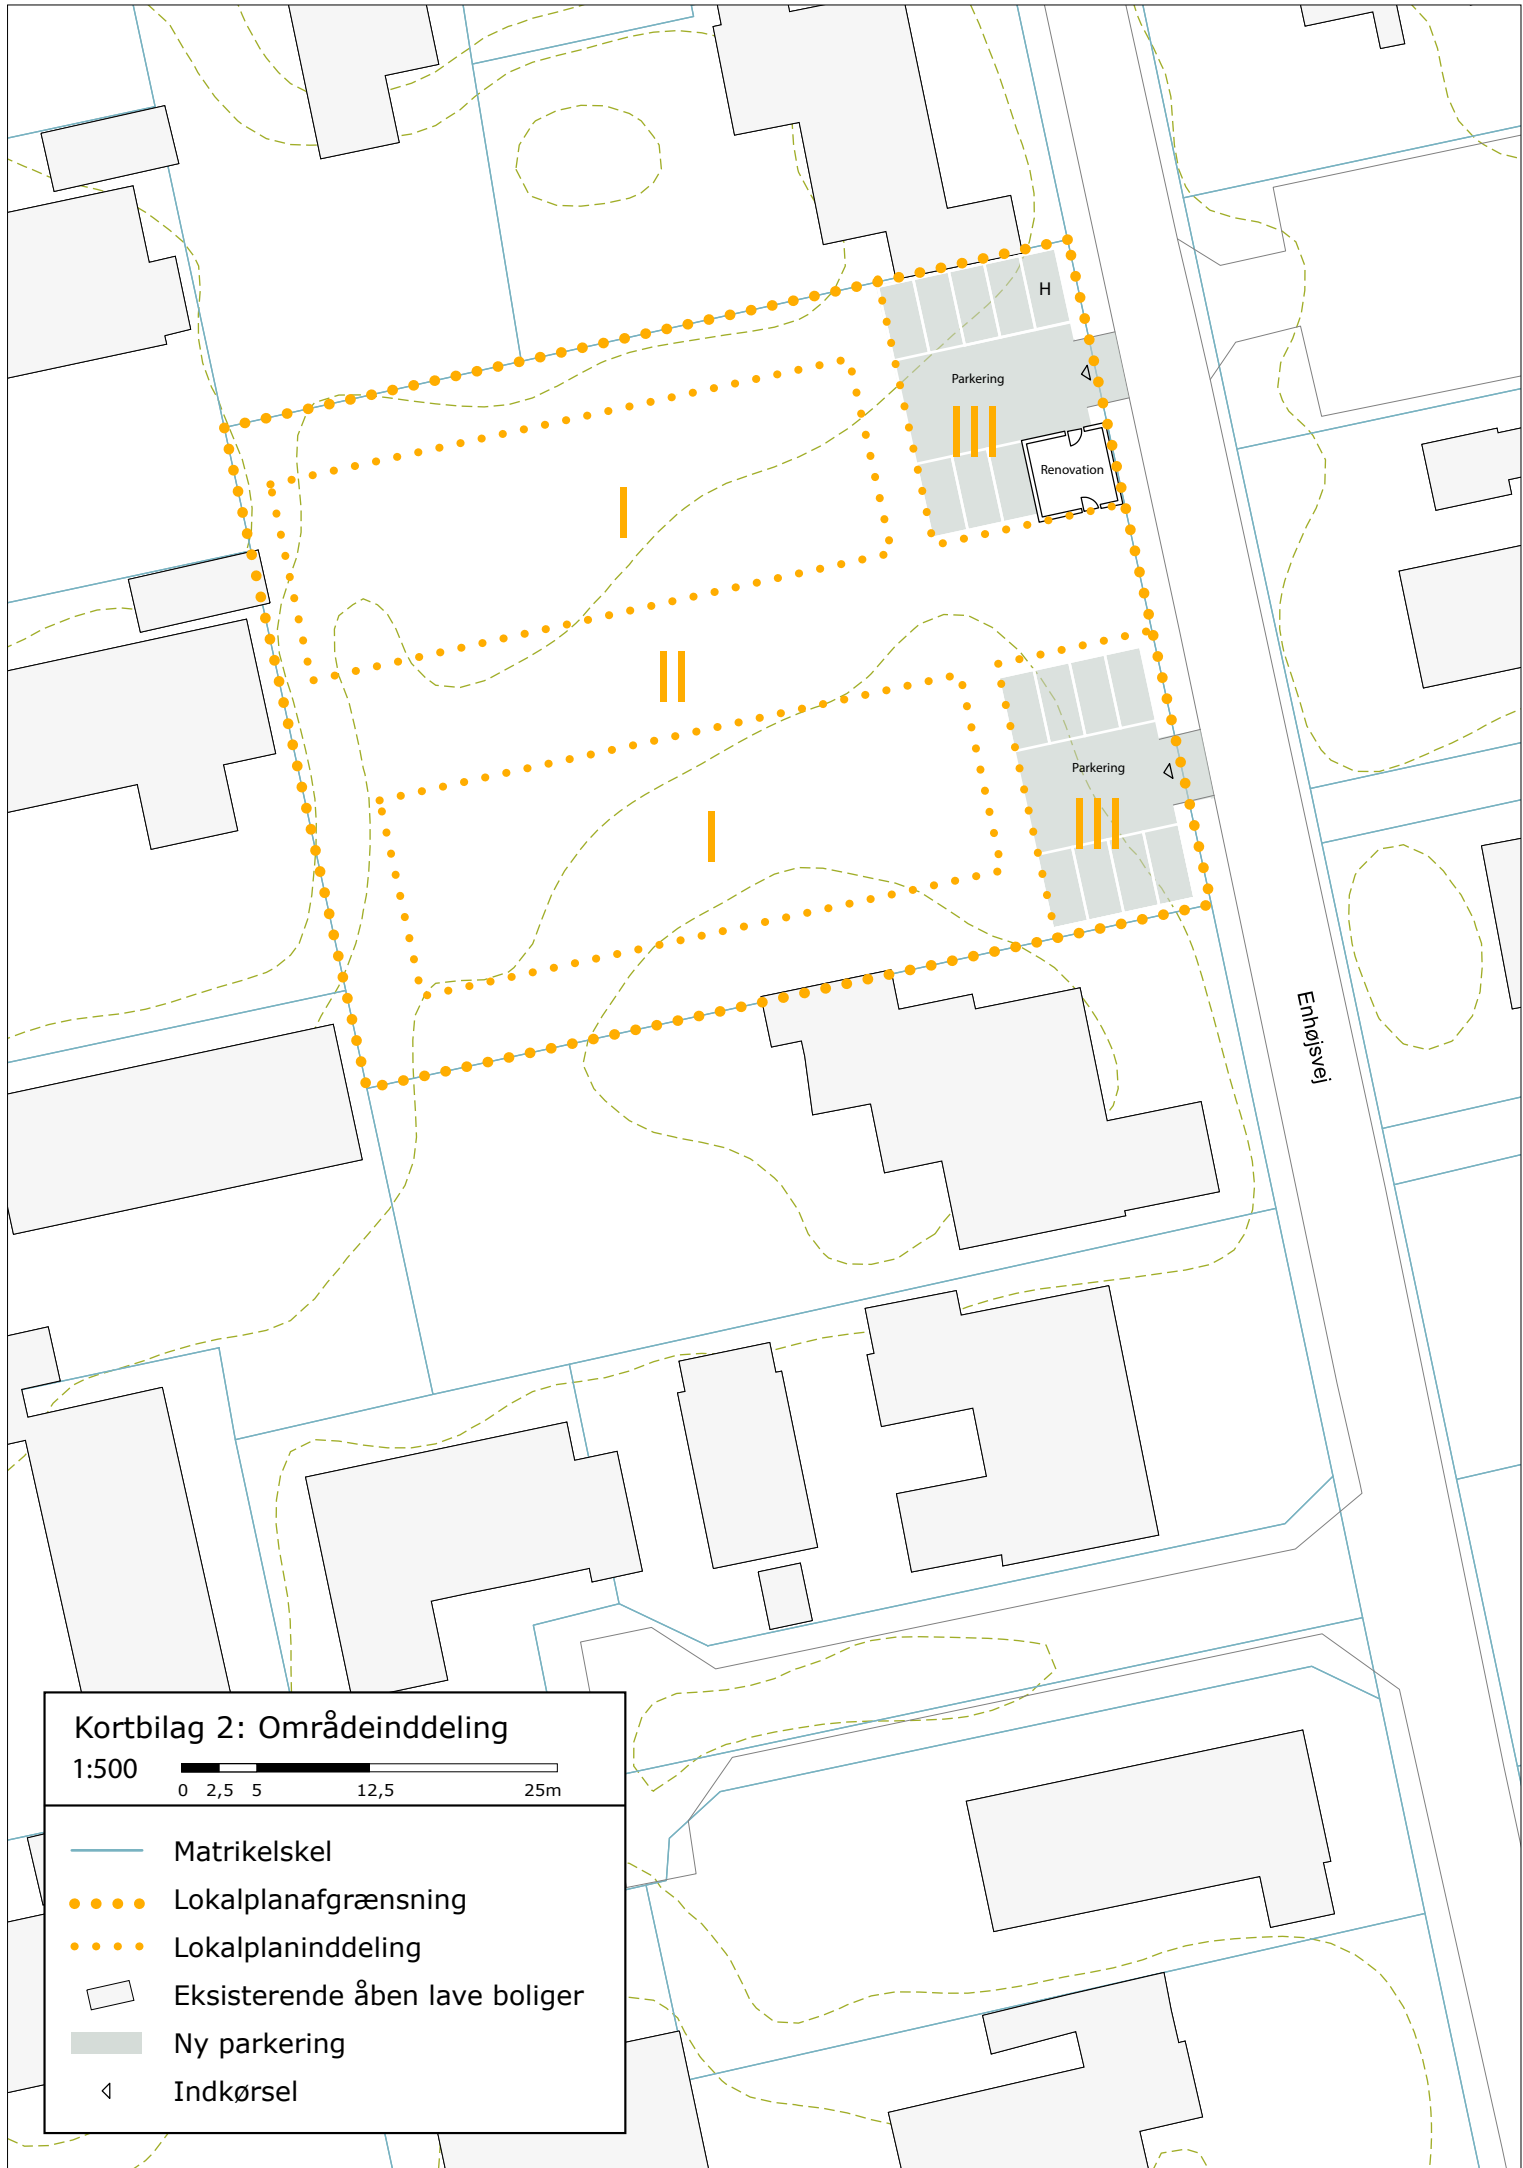 H
Parkering
III
Renovation
I
II
Parkering
III
I
Enhøjsvej
Kortbilag 2: Områdeinddeling
1:500
0 2,5 5 12,5 25m
Matrikelskel
Lokalplanafgrænsning
Lokalplaninddeling
Eksisterende åben lave boliger
Ny parkering
Indkørsel